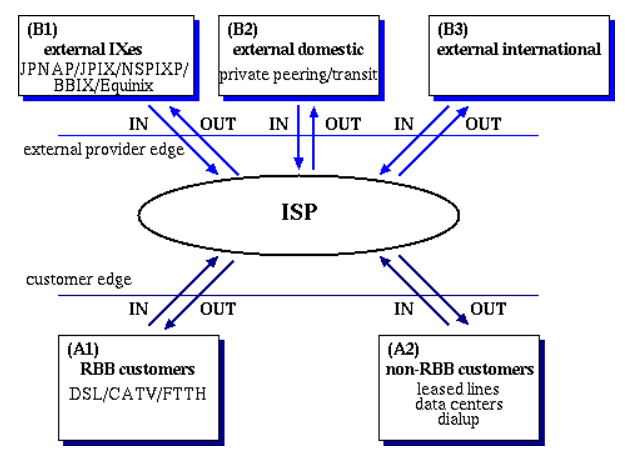 (B1)
external IXes
JPNAP/JPIX/NSPIXP/
BBIX/Equinix
(B2)
external domestic
private peering/transit
(B3)
external international
IN OUT IN OUT IN OUT
external provider edge
ISP
customer edge
IN OUT IN OUT
(A1)
RBB customers
DSL/CATV/FTTH
(A2)
non-RBB customers
leased lines
data centers
dialup